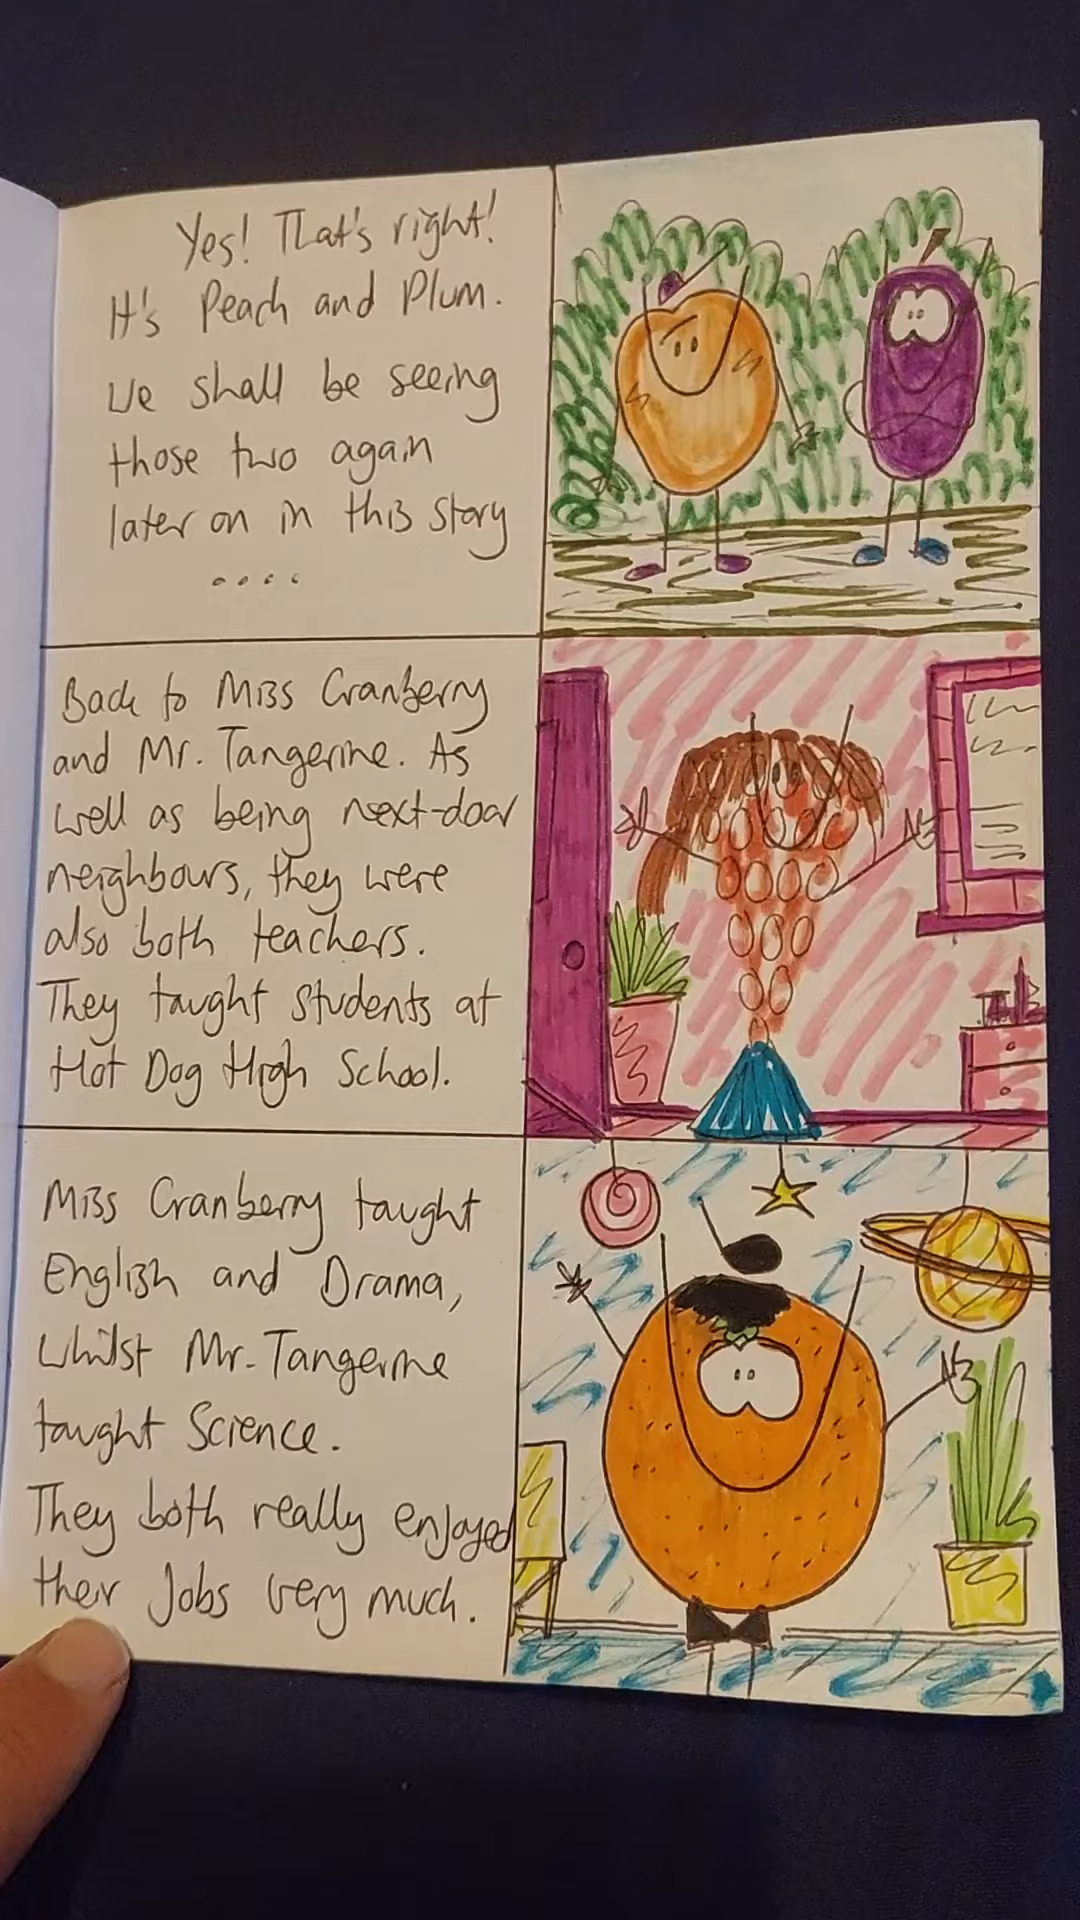 Yes! That's right!
It's Peach and Plum.
We shall be seeing
those two again
later on in this story
....
Back to Miss Cranberry
and Mr. Tangerine. As
well as being next-door
neighbours, they were
also both teachers.
They taught students at
Hot Dog High School.
Miss Cranberry taught
English and Drama,
whilst Mr. Tangerine
taught Science.
They both really enjoyed
their jobs very much.